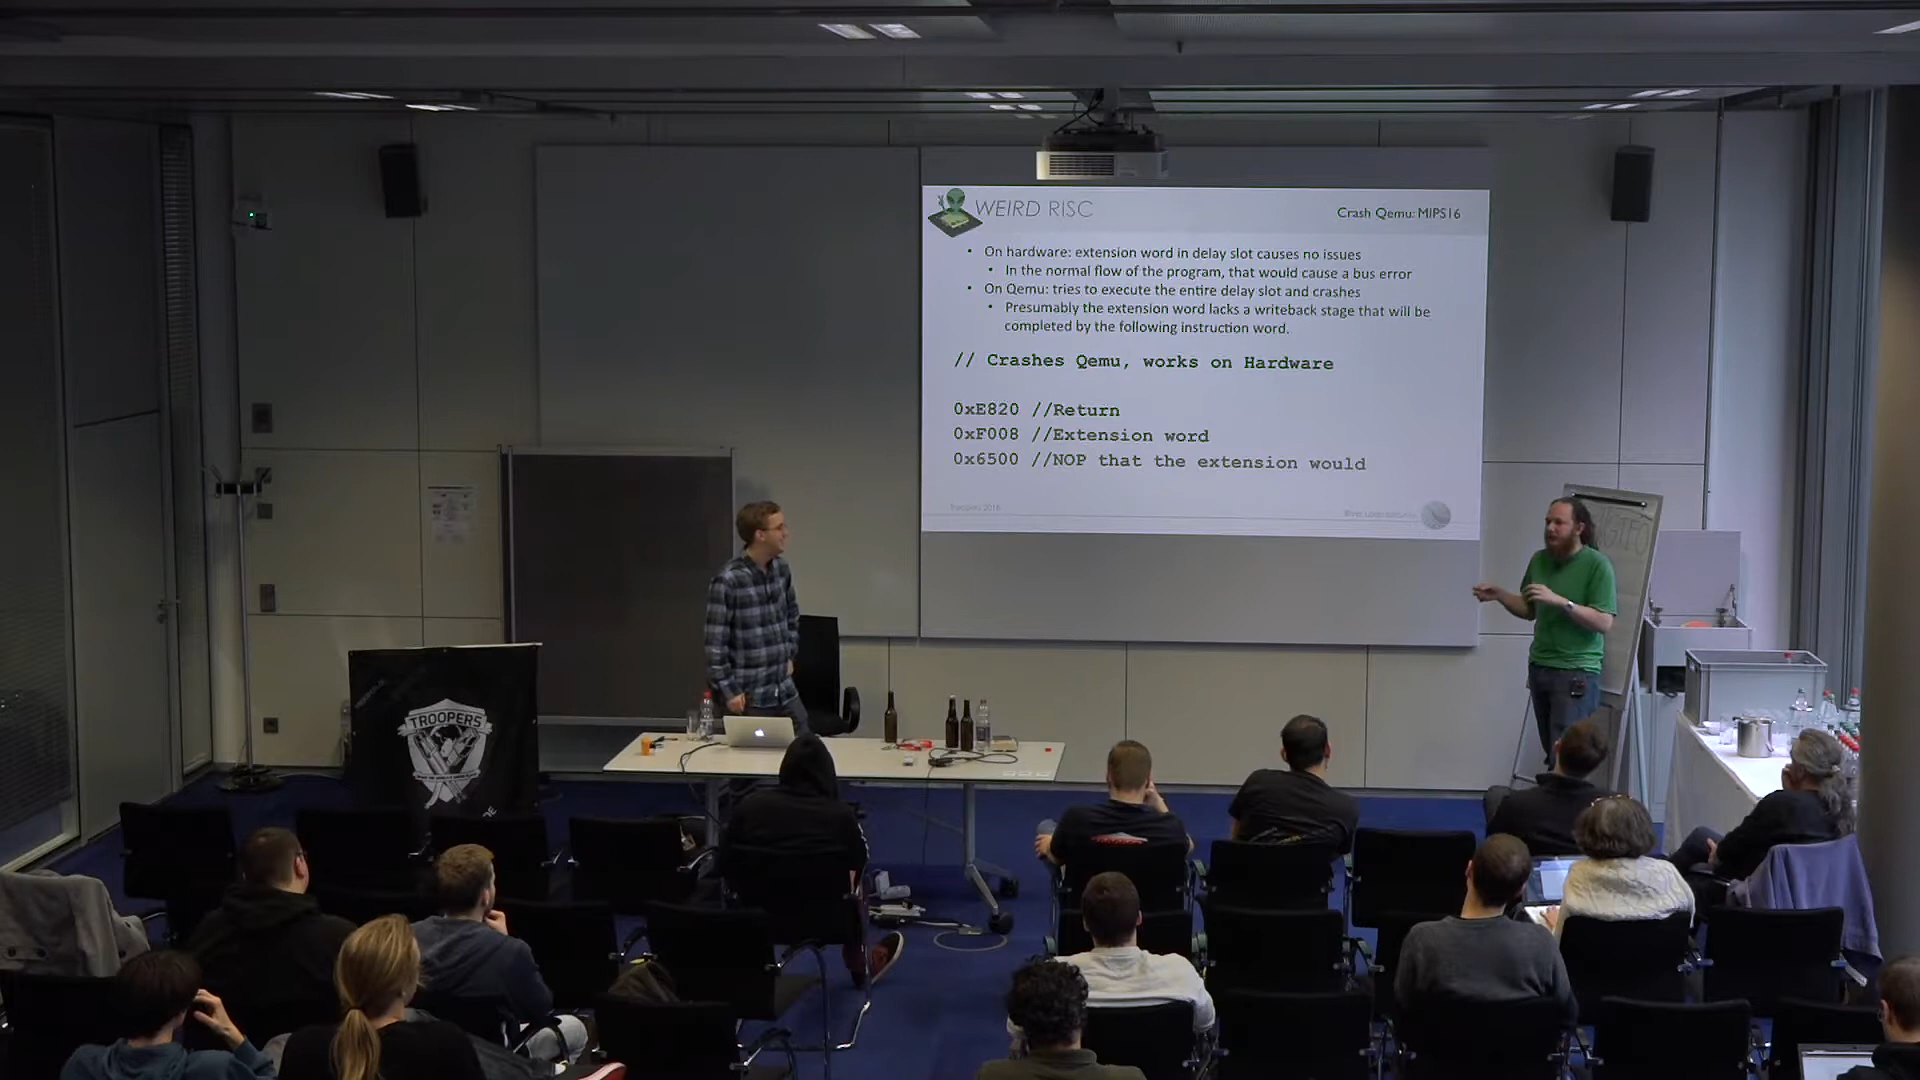 WEIRD RISC
Crash Qemu: MIPS16
• On hardware: extension word in delay slot causes no issues
• In the normal flow of the program, that would cause a bus error
• On Qemu: tries to execute the entire delay slot and crashes
• Presumably the extension word lacks a writeback stage that will be
completed by the following instruction word.
// Crashes Qemu, works on Hardware
0xE820 //Return
0xF008 //Extension word
0x6500 //NOP that the extension would
TROOPERS